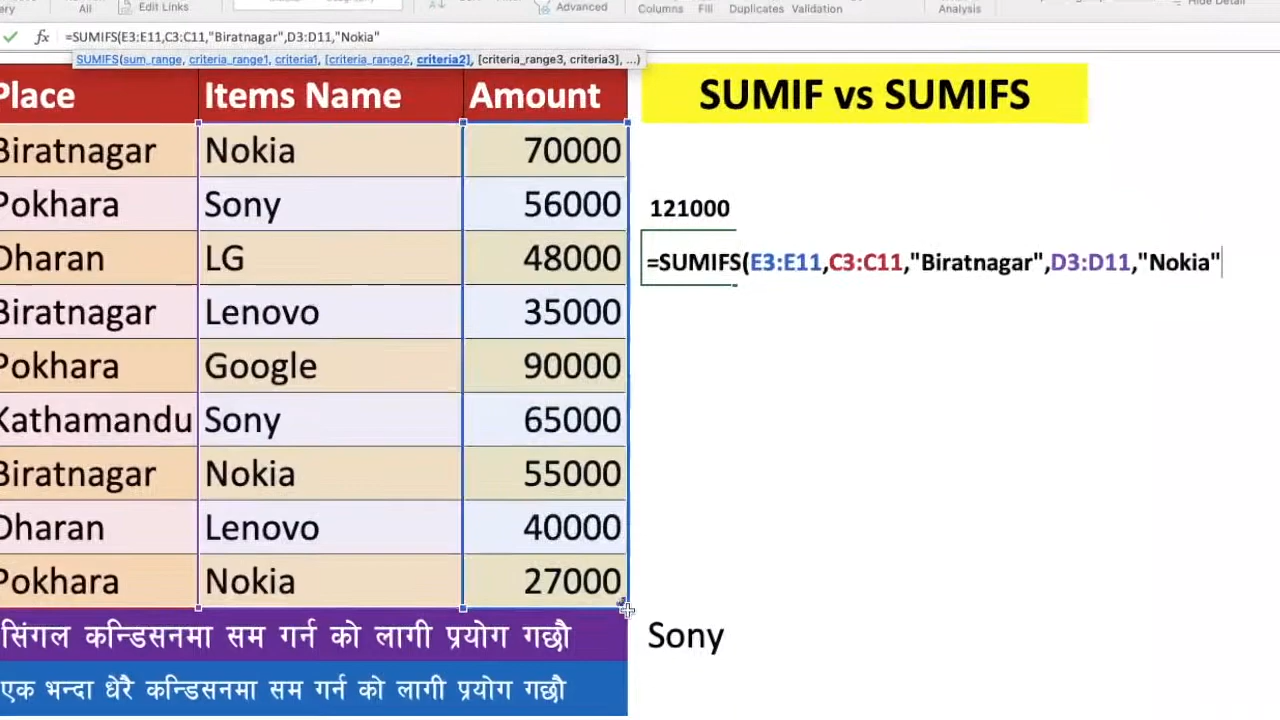 All Edit Links Advanced Columns Fill Duplicates Validation Analysis Hide Detail
fx =SUMIFS(E3:E11,C3:C11,"Biratnagar",D3:D11,"Nokia"
SUMIFS(sum_range, criteria_range1, criteria1, [criteria_range2, criteria2], [criteria_range3, criteria3], ...)
Place Items Name Amount SUMIF vs SUMIFS
Biratnagar Nokia 70000
Pokhara Sony 56000 121000
Dharan LG 48000 =SUMIFS(E3:E11,C3:C11,"Biratnagar",D3:D11,"Nokia"
Biratnagar Lenovo 35000
Pokhara Google 90000
Kathamandu Sony 65000
Biratnagar Nokia 55000
Dharan Lenovo 40000
Pokhara Nokia 27000
सिंगल कन्डिसनमा सम गर्न को लागी प्रयोग गर्छौ Sony
एक भन्दा धेरै कन्डिसनमा सम गर्न को लागी प्रयोग गर्छौ